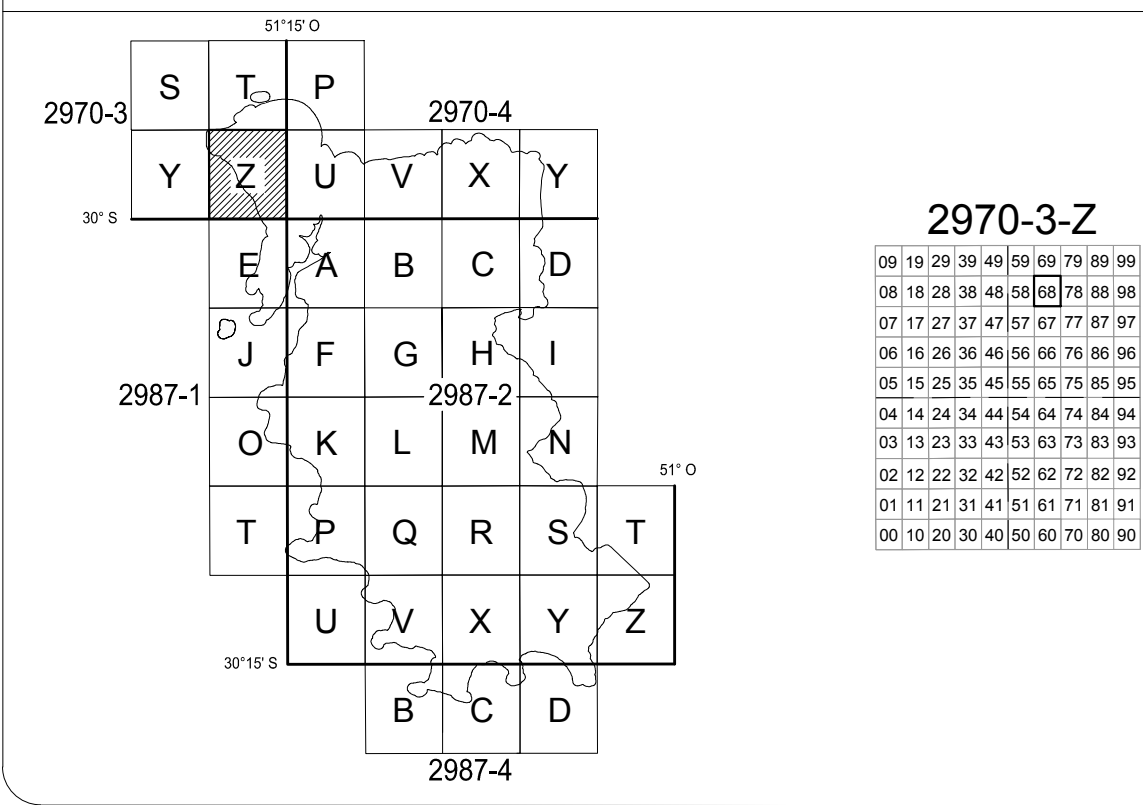 51°15' O
S T P
2970-3
2970-4
Y Z U V X Y
30° S
E A B C D
J F G H I
2987-1
2987-2
O K L M N
51° O
T P Q R S T
U V X Y Z
30°15' S
B C D
2987-4
2970-3-Z
09 19 29 39 49 59 69 79 89 99
08 18 28 38 48 58 68 78 88 98
07 17 27 37 47 57 67 77 87 97
06 16 26 36 46 56 66 76 86 96
05 15 25 35 45 55 65 75 85 95
04 14 24 34 44 54 64 74 84 94
03 13 23 33 43 53 63 73 83 93
02 12 22 32 42 52 62 72 82 92
01 11 21 31 41 51 61 71 81 91
00 10 20 30 40 50 60 70 80 90